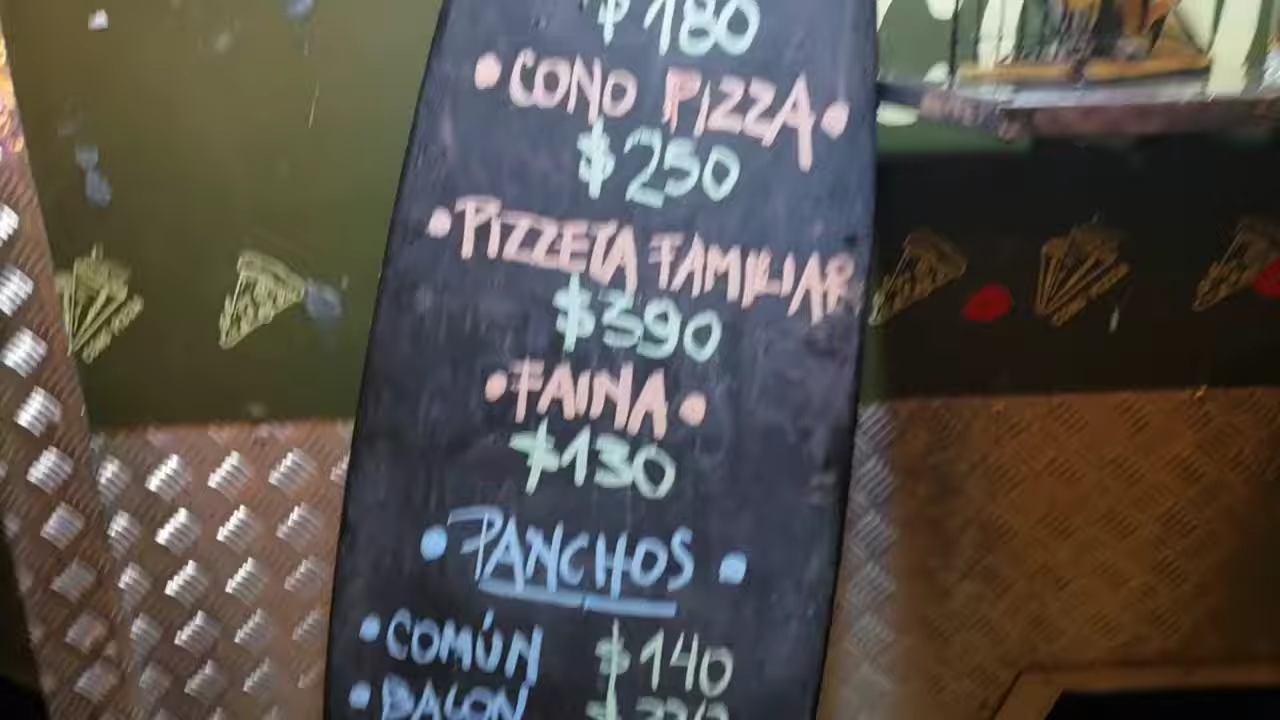 $180
• CONO PIZZA •
$250
• PIZZETA FAMILIAR
$390
• FAINA •
$130
• PANCHOS •
• COMÚN $140
• BACON